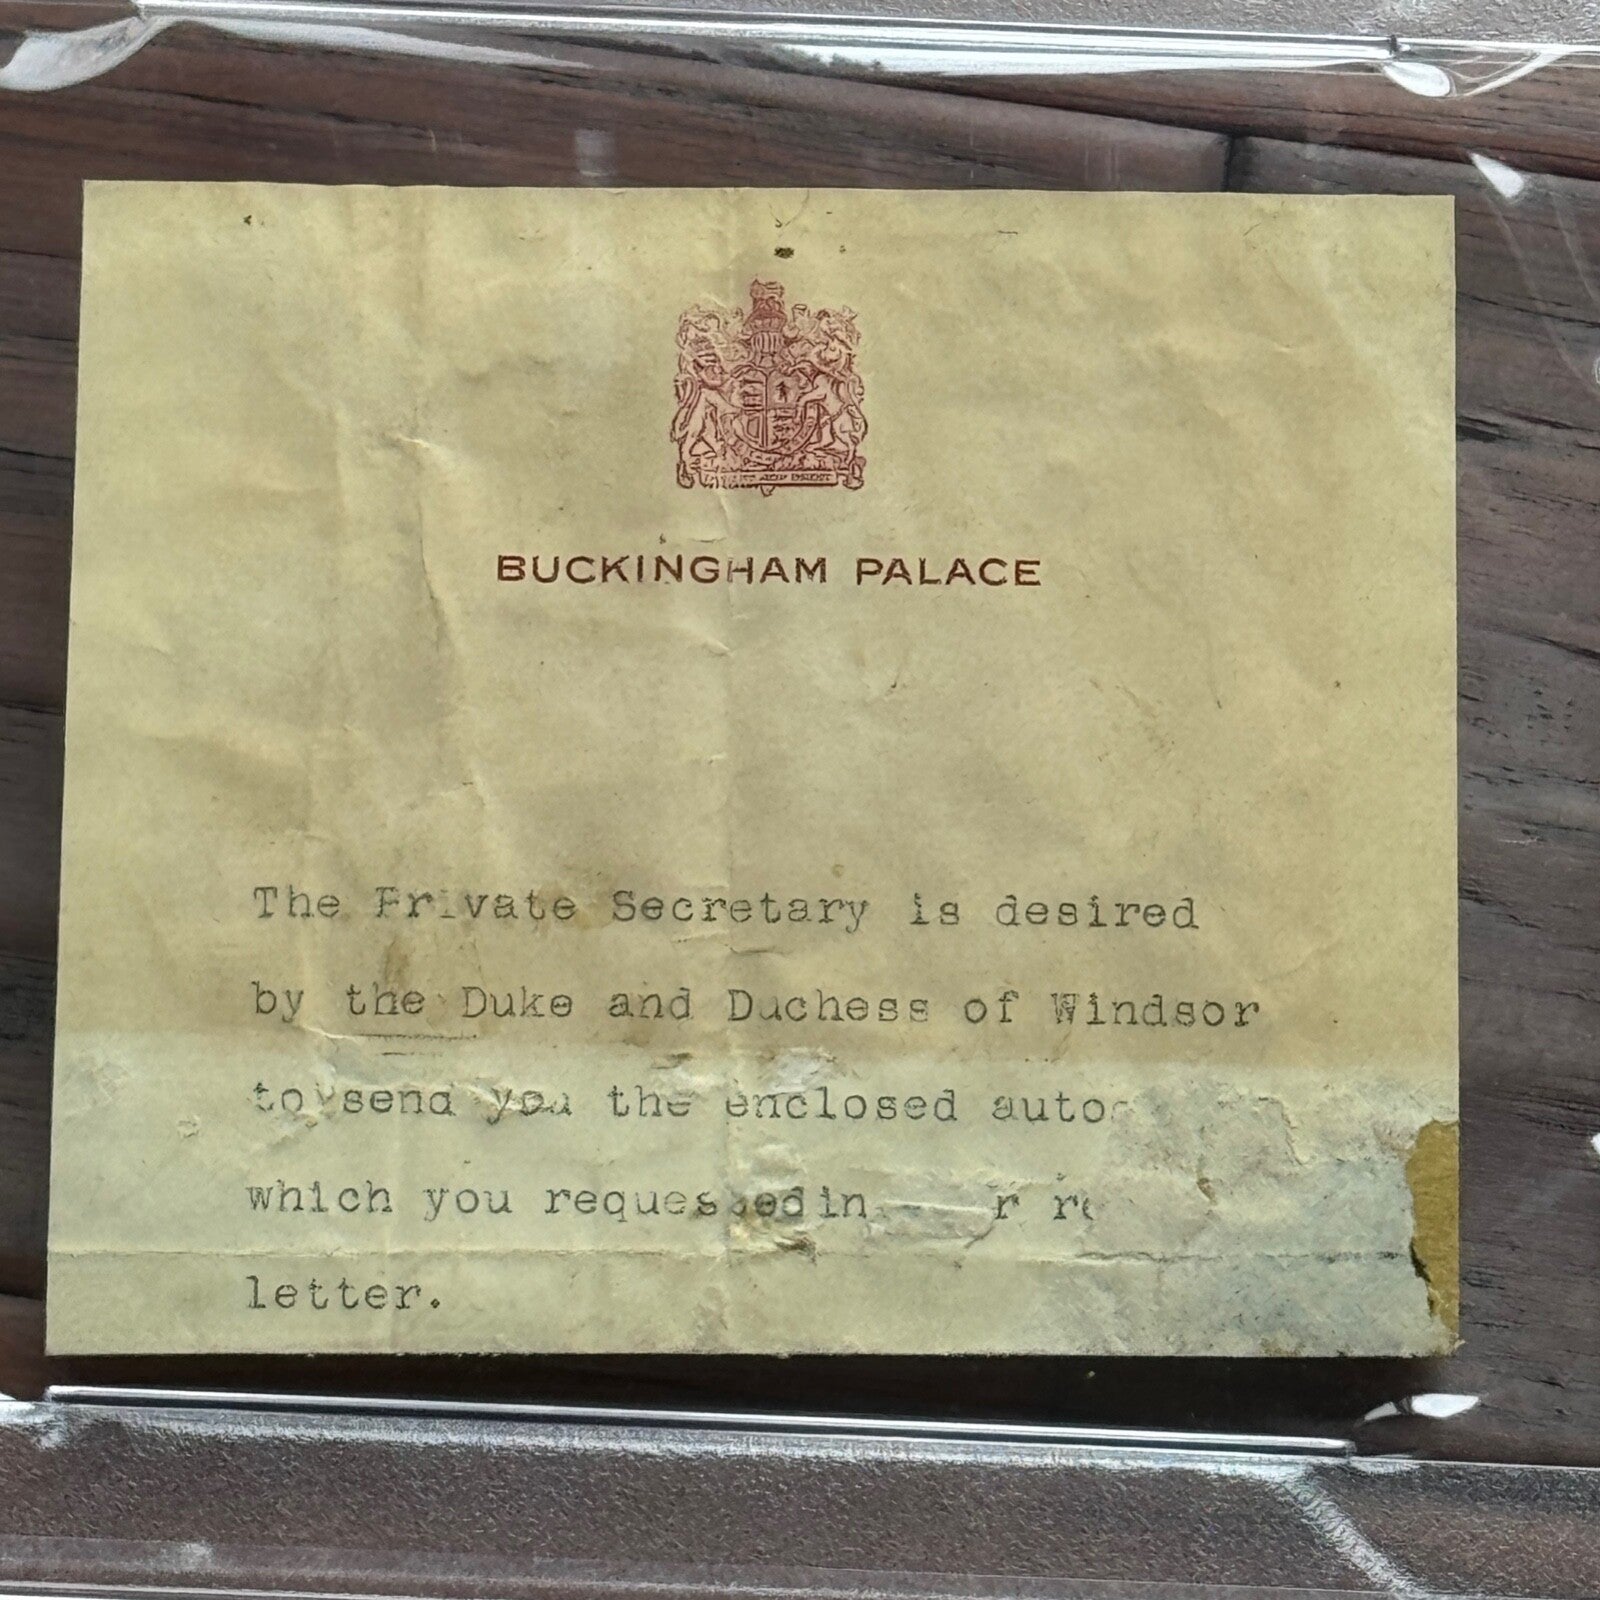 BUCKINGHAM PALACE
The Private Secretary is desired
by the Duke and Duchess of Windsor
to send you the enclosed
which you requested in
letter.